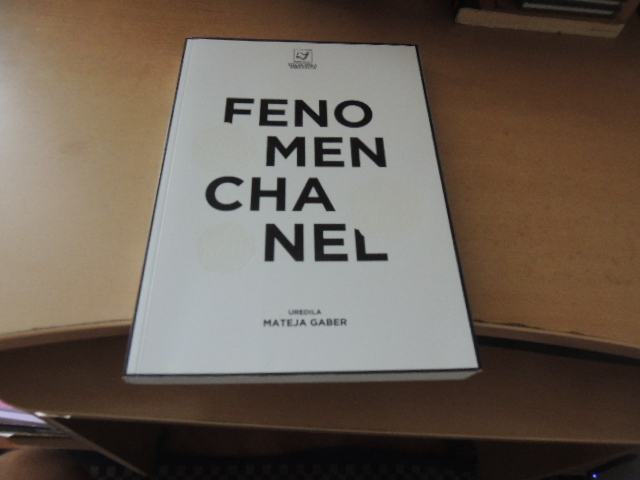 FENO
MEN
CHA
NEL
UREDILA
MATEJA GABER